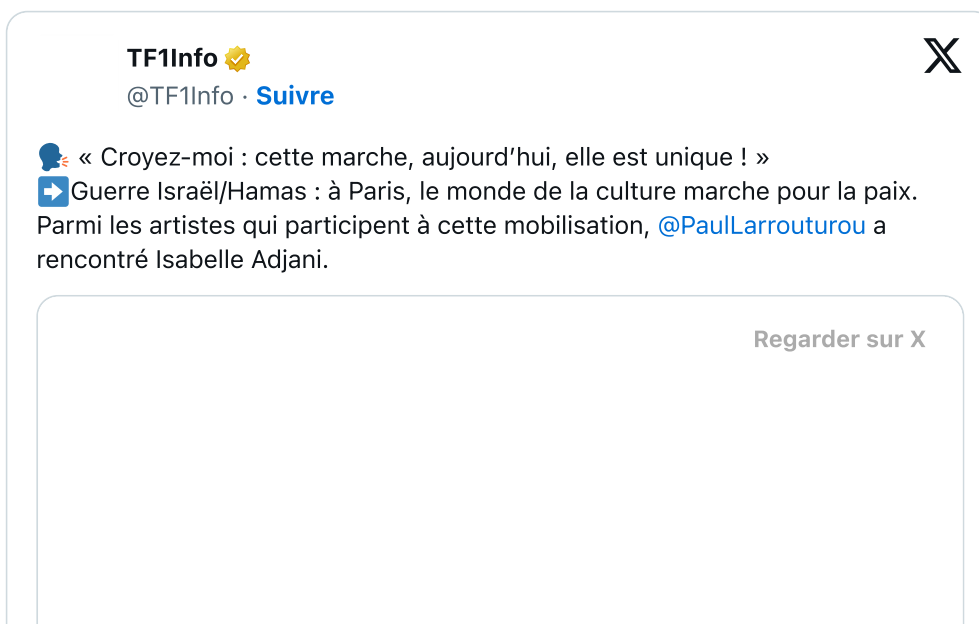 TF1Info
@TF1Info · Suivre
« Croyez-moi : cette marche, aujourd’hui, elle est unique ! »
Guerre Israël/Hamas : à Paris, le monde de la culture marche pour la paix.
Parmi les artistes qui participent à cette mobilisation, @PaulLarrouturou a
rencontré Isabelle Adjani.
Regarder sur X